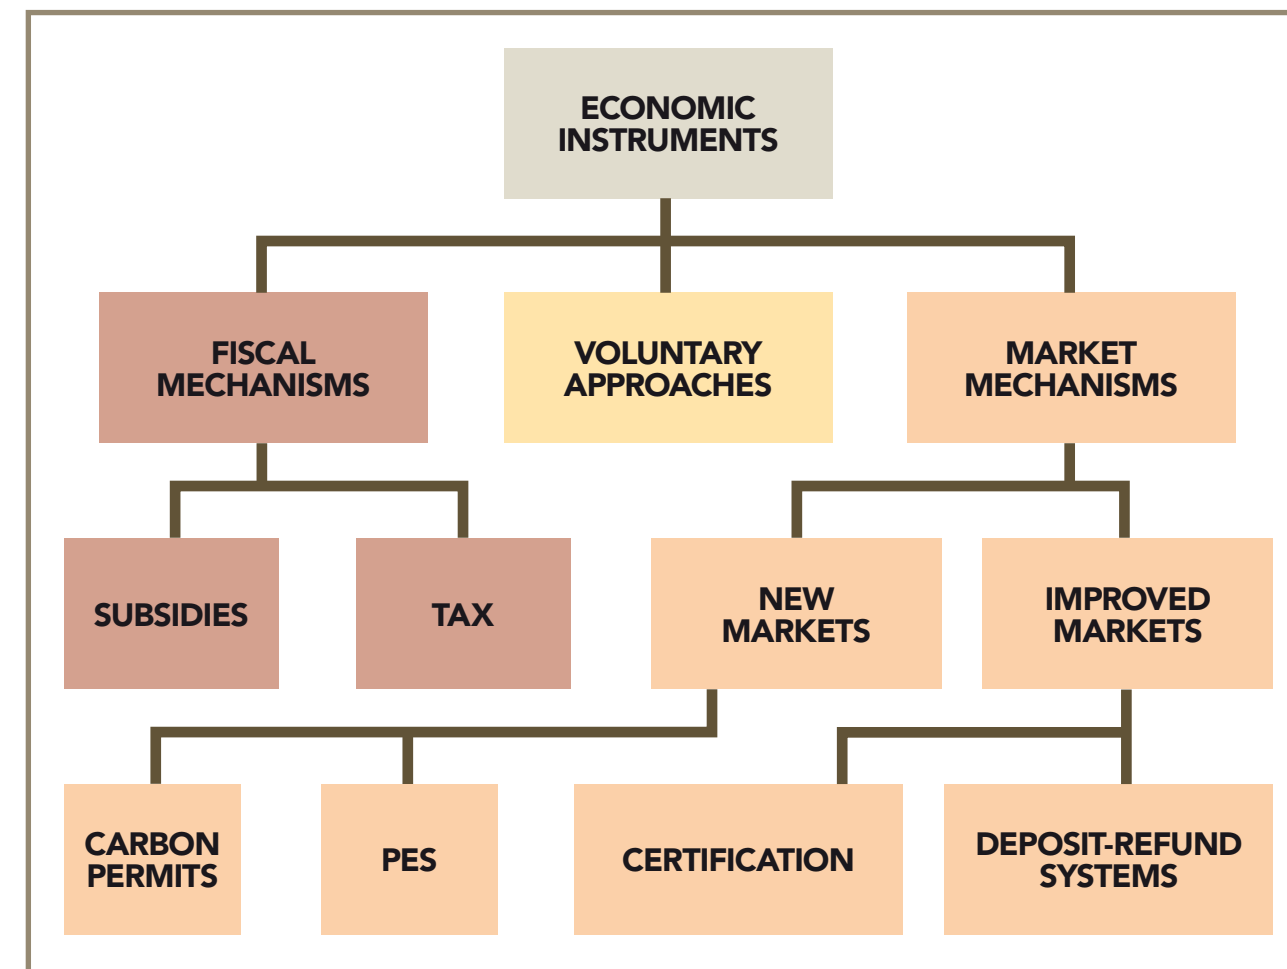 ECONOMIC
INSTRUMENTS
FISCAL
MECHANISMS
VOLUNTARY
APPROACHES
MARKET
MECHANISMS
SUBSIDIES
TAX
NEW
MARKETS
IMPROVED
MARKETS
CARBON
PERMITS
PES
CERTIFICATION
DEPOSIT-REFUND
SYSTEMS